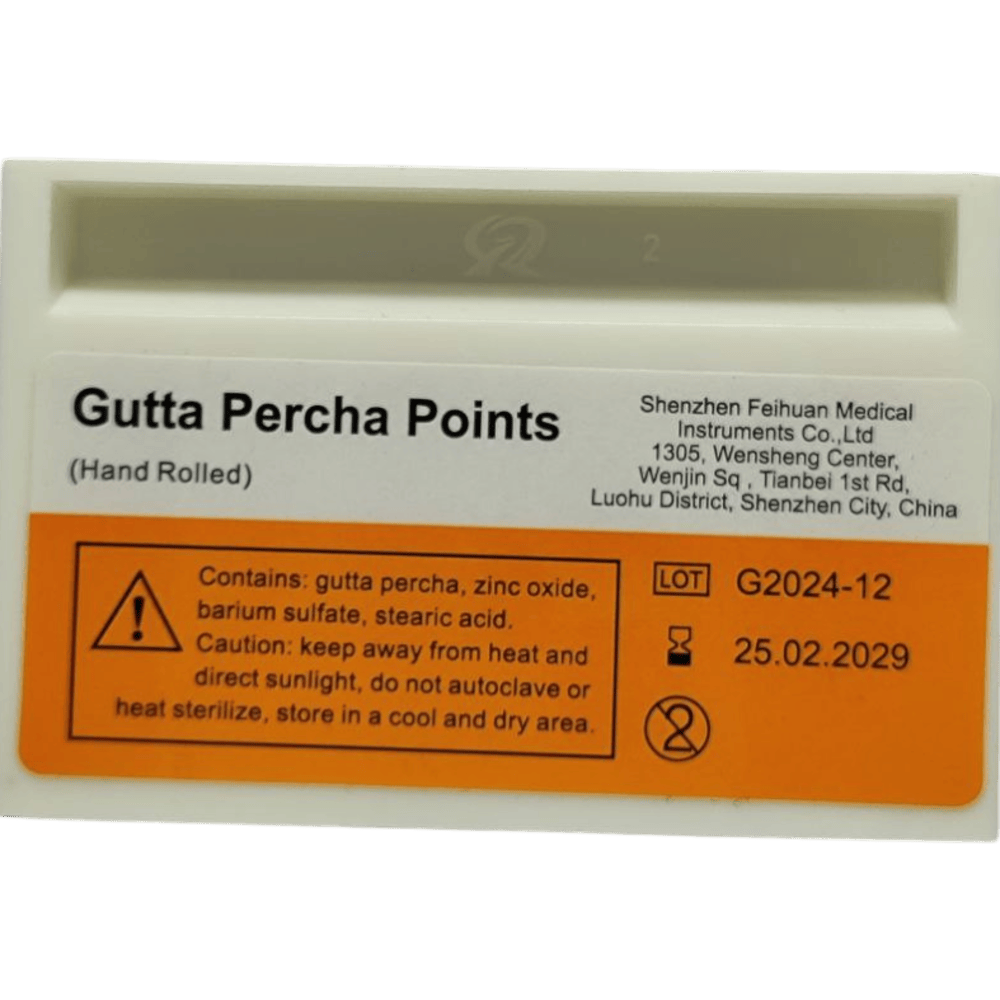 2
Gutta Percha Points
(Hand Rolled)
Shenzhen Feihuan Medical
Instruments Co.,Ltd
1305, Wensheng Center,
Wenjin Sq , Tianbei 1st Rd,
Luohu District, Shenzhen City, China
Contains: gutta percha, zinc oxide,
barium sulfate, stearic acid.
Caution: keep away from heat and
direct sunlight, do not autoclave or
heat sterilize, store in a cool and dry area.
LOT G2024-12
25.02.2029
2